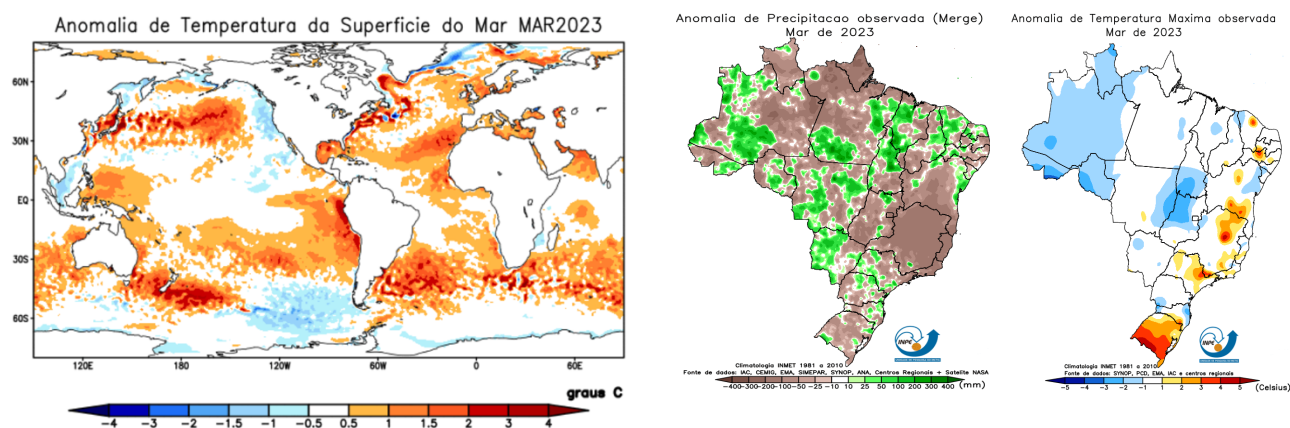 Anomalia de Temperatura da Superficie do Mar MAR2023
60N
30N
EQ
30S
60S
120E
180
120W
60W
0
60E
graus C
-4 -3 -2 -1.5 -1 -0.5 0.5 1 1.5 2 3 4
Anomalia de Precipitacao observada (Merge)
Mar de 2023
INPE
Climatologia INMET 1981 a 2010
Fonte de dados: IAC, CEMIG, EMA, SIMEPAR, SYNOP, ANA, Centros Regionais + Satelite NASA
-400-300-200-100-50 -25 -10 10 25 50 100 200 300 400 (mm)
Anomalia de Temperatura Maxima observada
Mar de 2023
INPE
Climatologia INMET 1981 a 2010
Fonte de dados: SYNOP, PCD, EMA, IAC e centros regionais
-5 -4 -3 -2 -1 1 2 3 4 5 (Celsius)